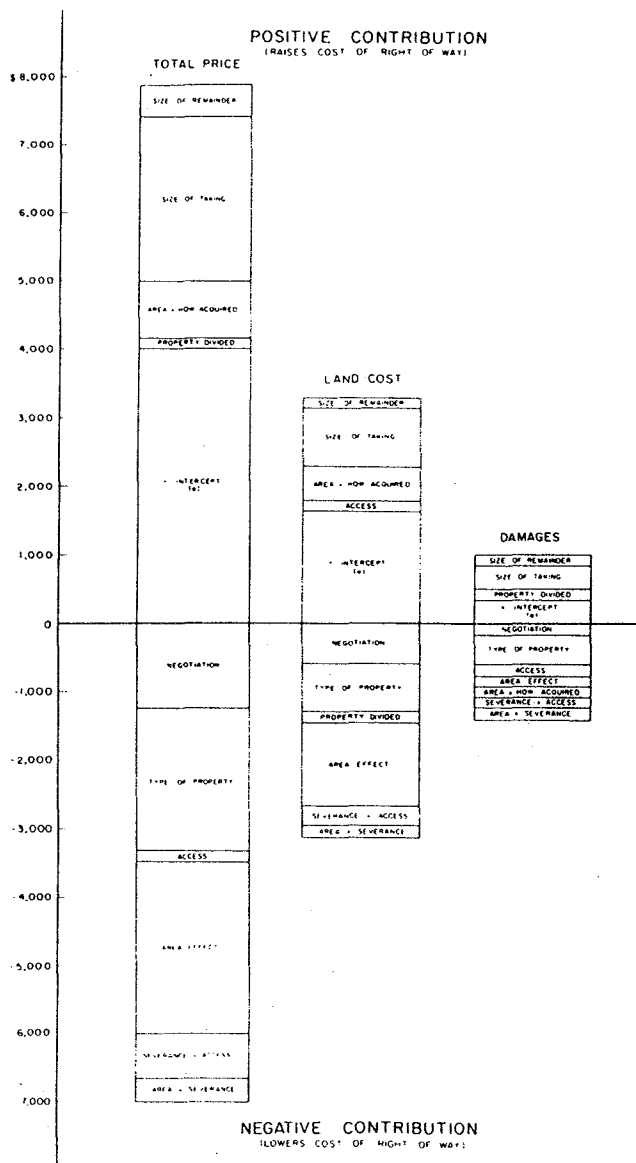 POSITIVE CONTRIBUTION
(RAISES COST OF RIGHT OF WAY)
TOTAL PRICE
$8,000
SIZE OF REMAINDER
7,000
SIZE OF TAKING
6,000
5,000
AREA × HOW ACQUIRED
PROPERTY DIVIDED
4,000
LAND COST
SIZE OF REMAINDER
3,000
SIZE OF TAKING
AREA × HOW ACQUIRED
INTERCEPT
2,000
ACCESS
DAMAGES
1,000
SIZE OF REMAINDER
SIZE OF TAKING
INTERCEPT
PROPERTY DIVIDED
INTERCEPT
0
NEGOTIATION
NEGOTIATION
NEGOTIATION
TYPE OF PROPERTY
TYPE OF PROPERTY
ACCESS
-1,000
AREA EFFECT
AREA × HOW ACQUIRED
PROPERTY DIVIDED
SEVERANCE × ACCESS
AREA × SEVERANCE
-2,000
AREA EFFECT
TYPE OF PROPERTY
SEVERANCE × ACCESS
-3,000
AREA × SEVERANCE
ACCESS
-4,000
AREA EFFECT
-5,000
6,000
SEVERANCE × ACCESS
AREA × SEVERANCE
7,000
NEGATIVE CONTRIBUTION
(LOWERS COST OF RIGHT OF WAY)